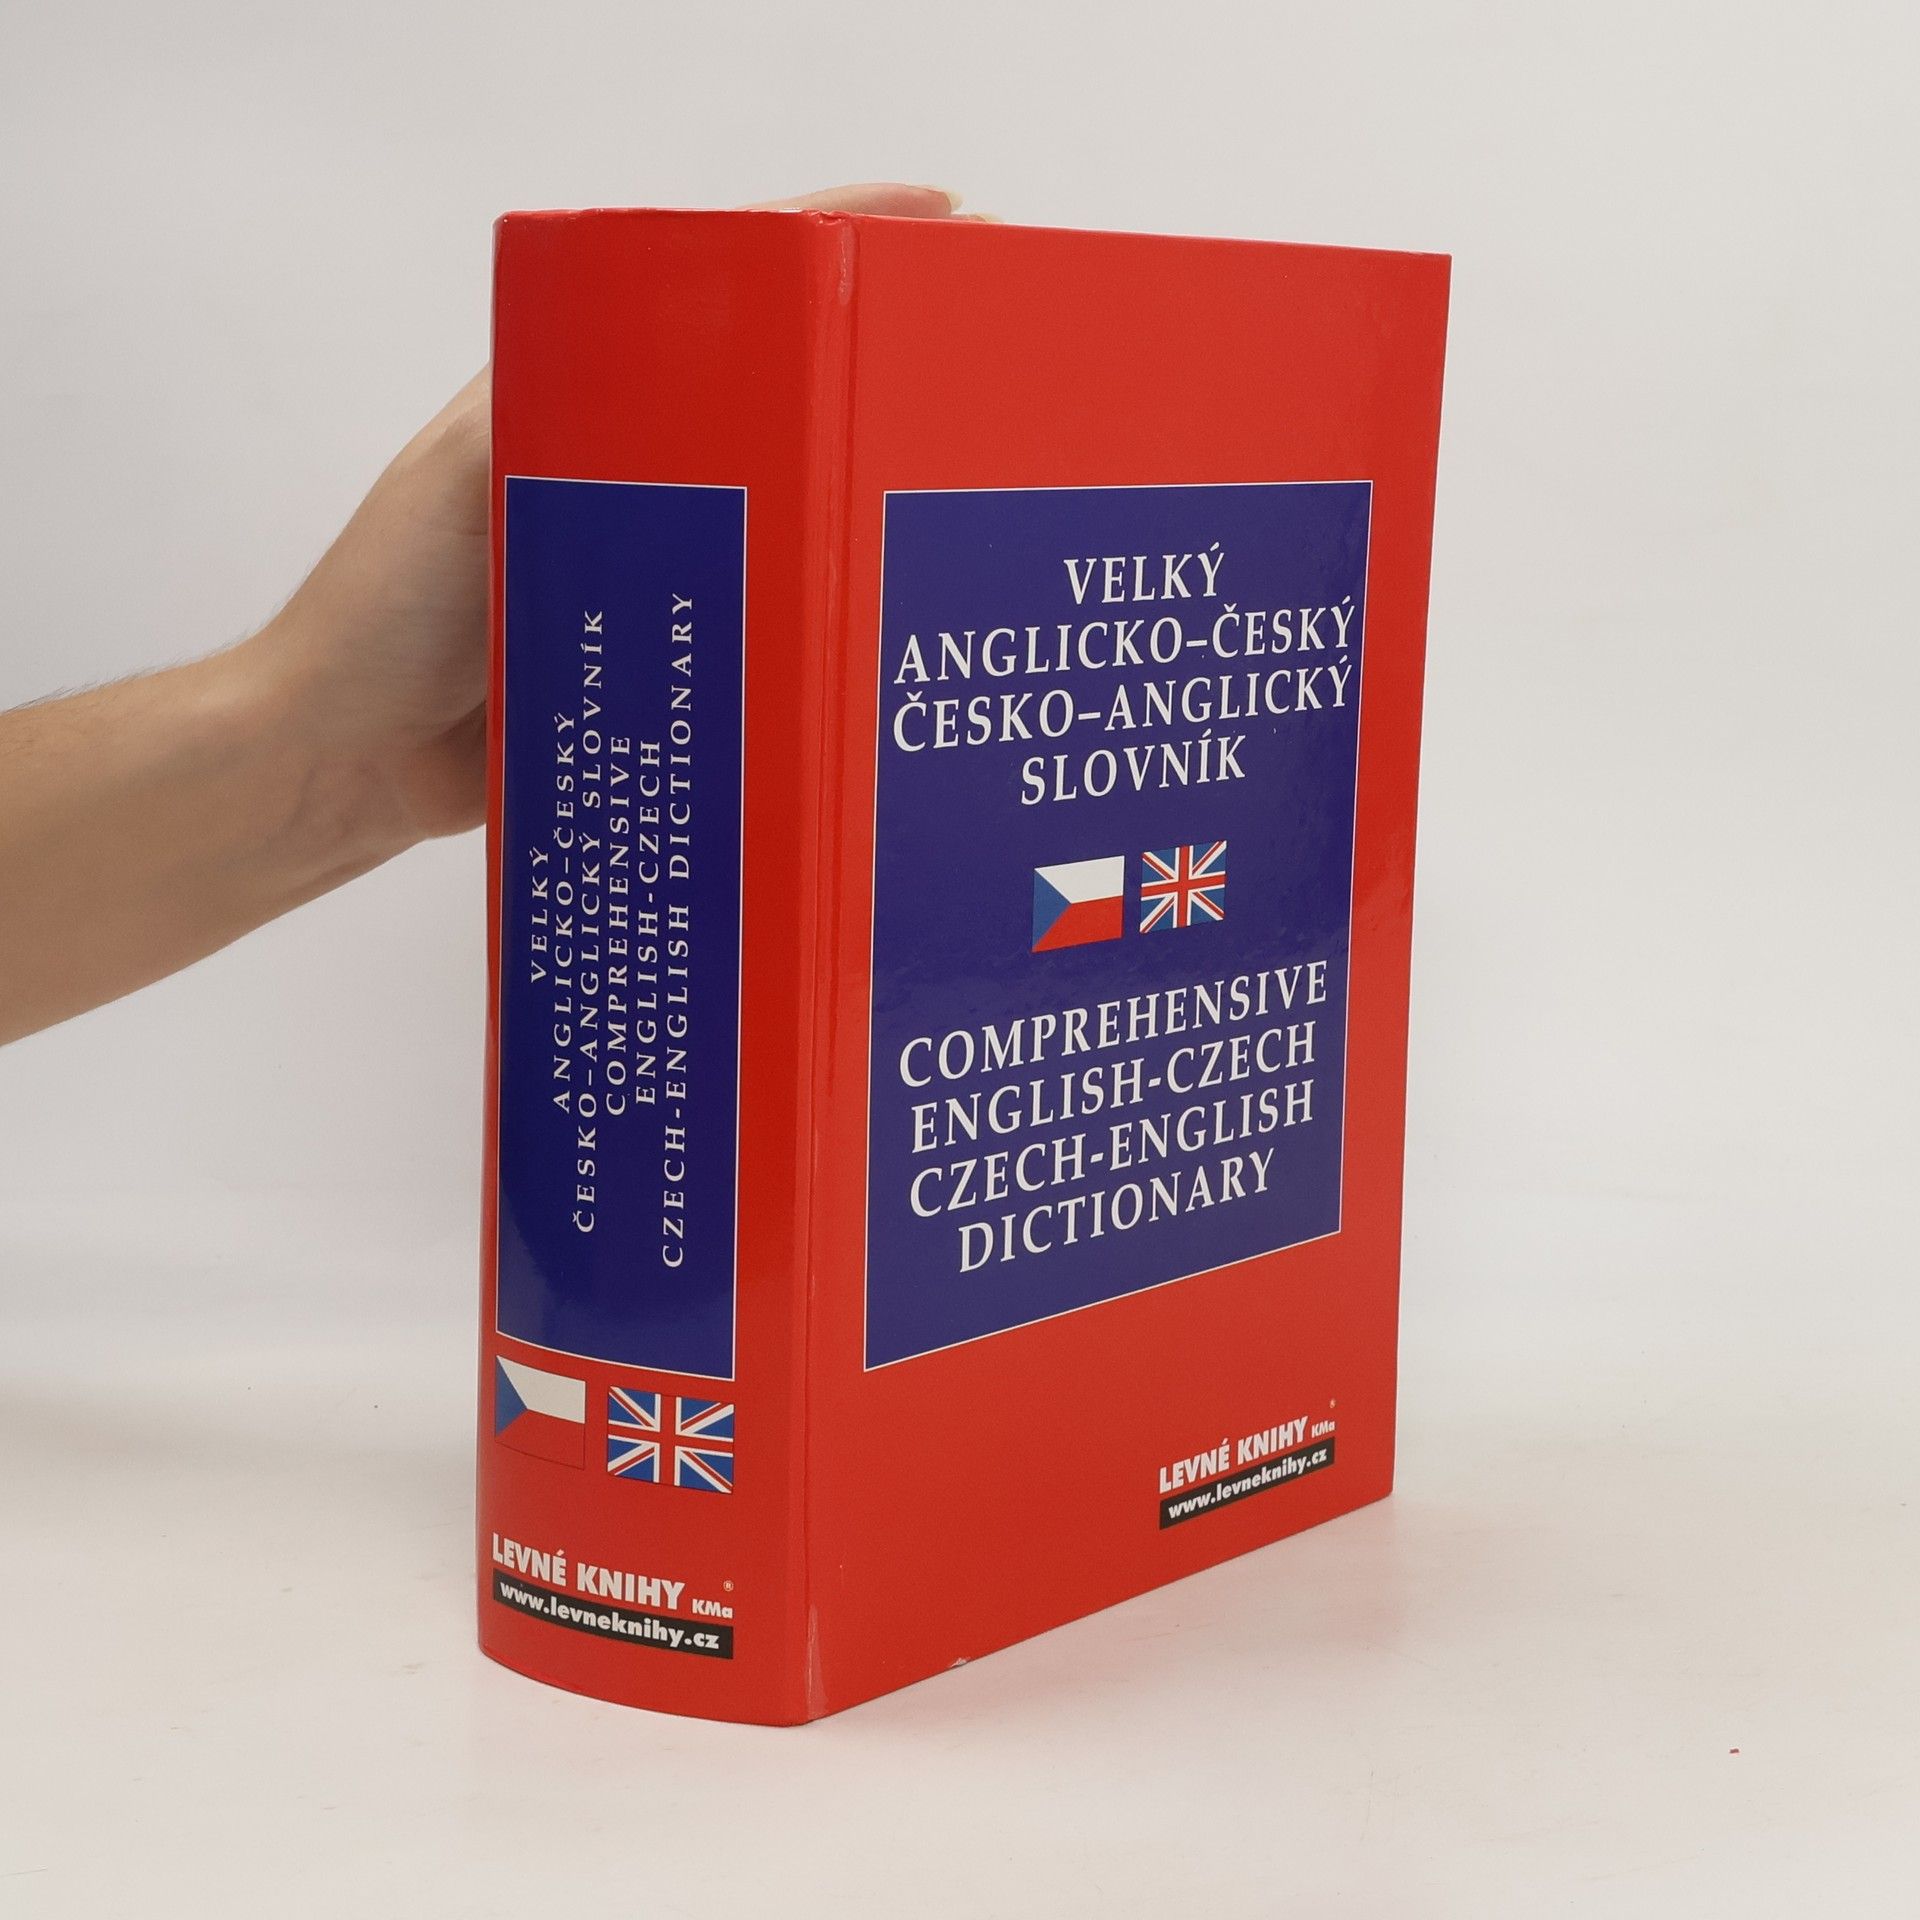 VELKÝ
ANGLICKO–ČESKÝ
ČESKO–ANGLICKÝ SLOVNÍK
COMPREHENSIVE
ENGLISH-CZECH
CZECH-ENGLISH DICTIONARY
LEVNÉ KNIHY KMa ®
www.levneknihy.cz
VELKÝ
ANGLICKO–ČESKÝ
ČESKO–ANGLICKÝ
SLOVNÍK
COMPREHENSIVE
ENGLISH-CZECH
CZECH-ENGLISH
DICTIONARY
LEVNÉ KNIHY KMa ®
www.levneknihy.cz